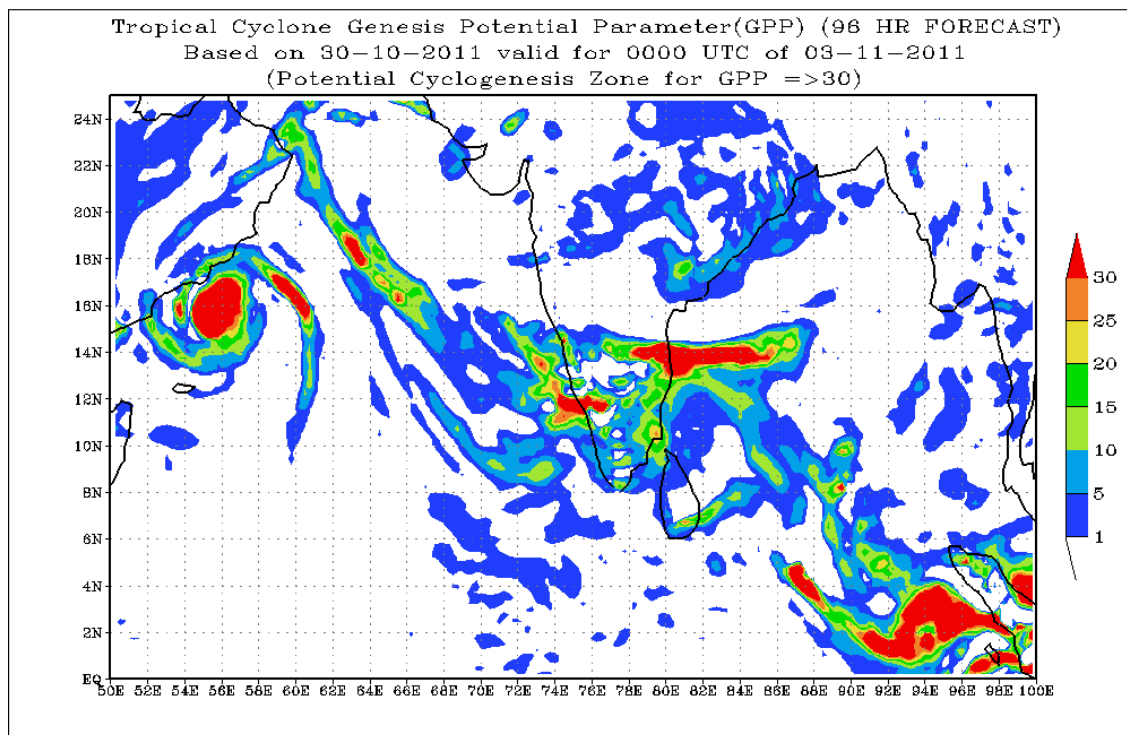 Tropical Cyclone Genesis Potential Parameter(GPP) (96 HR FORECAST)
Based on 30-10-2011 valid for 0000 UTC of 03-11-2011
(Potential Cyclogenesis Zone for GPP =>30)
24N
22N
20N
18N
16N
14N
12N
10N
8N
6N
4N
2N
EQ
50E 52E 54E 56E 58E 60E 62E 64E 66E 68E 70E 72E 74E 76E 78E 80E 82E 84E 86E 88E 90E 92E 94E 96E 98E 100E
30
25
20
15
10
5
1